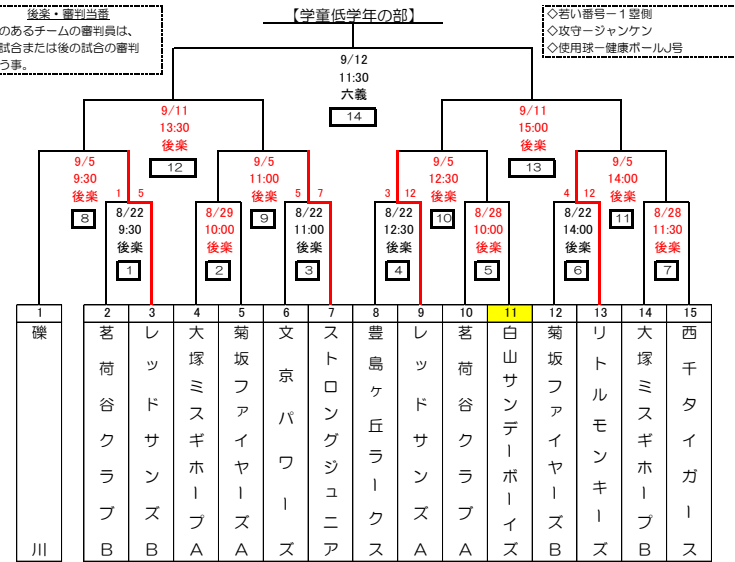 後楽・審判当番
のあるチームの審判員は、
試合または後の試合の審判
う事。
【学童低学年の部】
◇若い番号－１塁側
◇攻守－ジャンケン
◇使用球－健康ボールJ号
9/12
11:30
六義
14
9/11
13:30
後楽
12
9/11
15:00
後楽
13
9/5
9:30
後楽
8
9/5
11:00
後楽
9
9/5
12:30
後楽
10
9/5
14:00
後楽
11
1 5
8/22
9:30
後楽
1
8/29
10:00
後楽
2
5 7
8/22
11:00
後楽
3
3 12
8/22
12:30
後楽
4
8/28
10:00
後楽
5
4 12
8/22
14:00
後楽
6
8/28
11:30
後楽
7
1 礫川
2 茗荷谷クラブB
3 レッドサンズB
4 大塚ミスギホープA
5 菊坂ファイヤーズA
6 文京パワーズ
7 ストロングジュニア
8 豊島ヶ丘ラークス
9 レッドサンズA
10 茗荷谷クラブA
11 白山サンデーボーイズ
12 菊坂ファイヤーズB
13 リトルモンキーズ
14 大塚ミスギホープB
15 西千タイガース